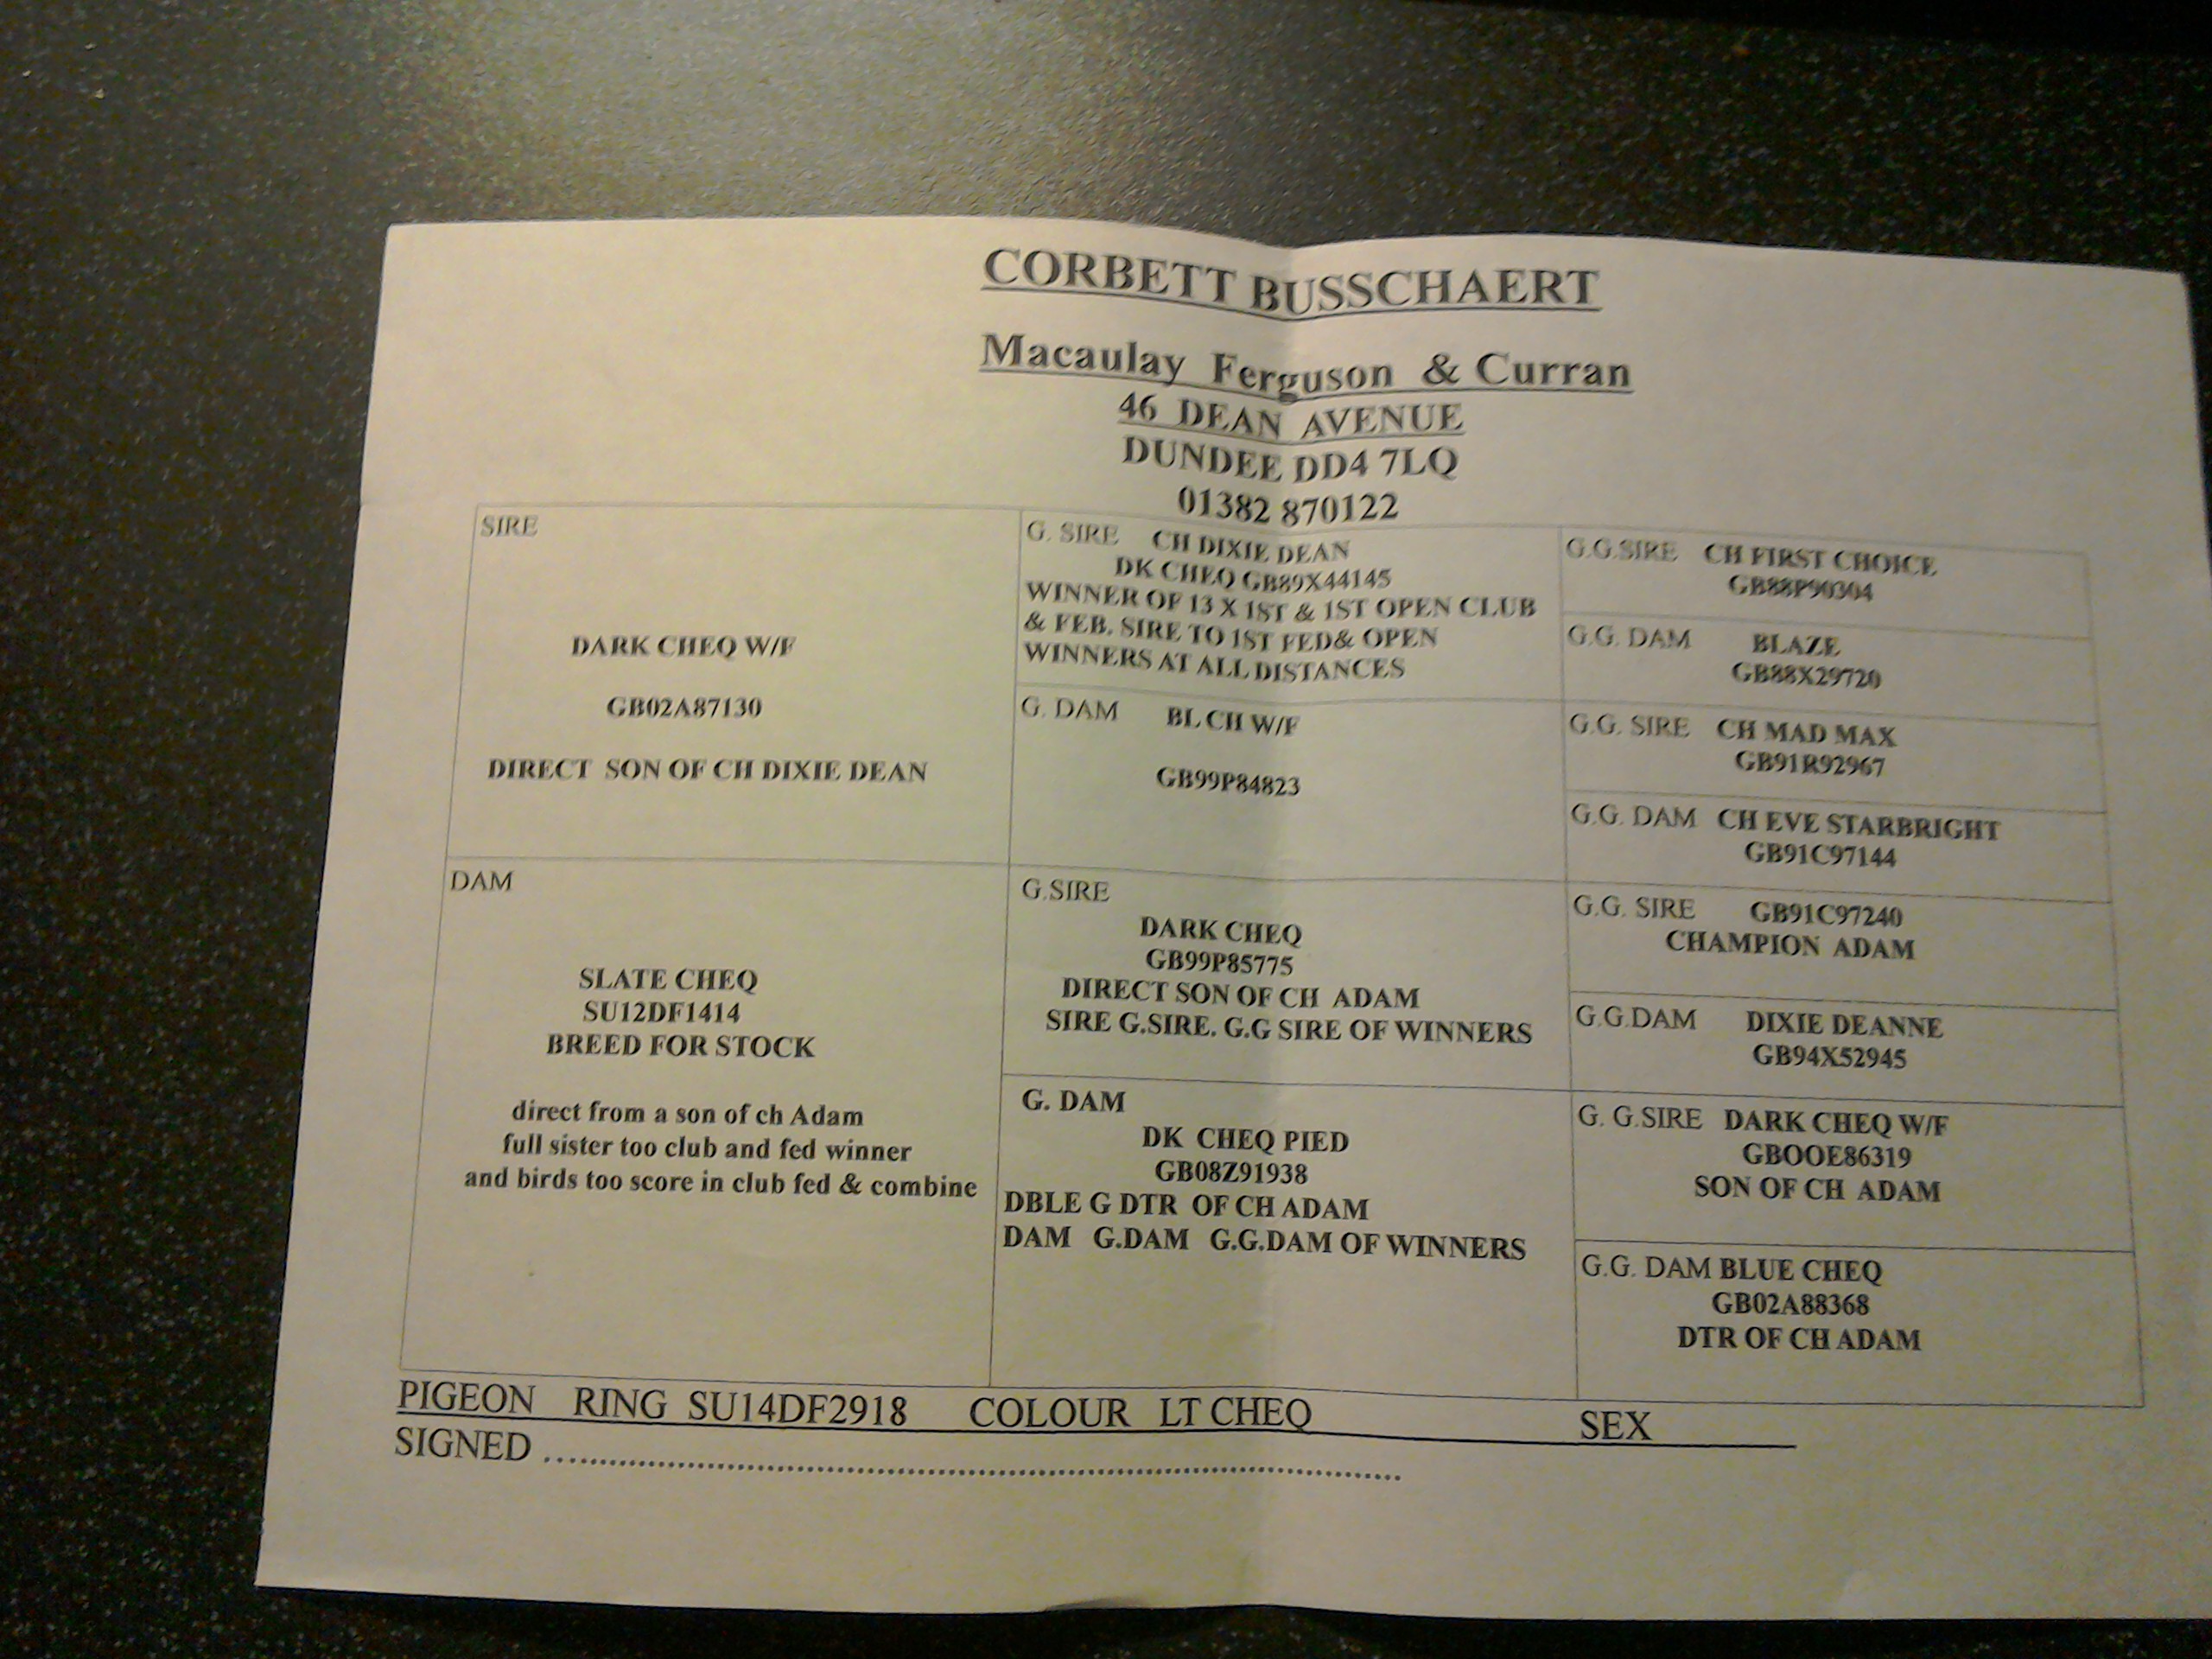 CORBETT BUSSCHAERT
Macaulay Ferguson & Curran
46 DEAN AVENUE
DUNDEE DD4 7LQ
01382 870122
SIRE
DARK CHEQ W/F
GB02A87130
DIRECT SON OF CH DIXIE DEAN
G. SIRE CH DIXIE DEAN
DK CHEQ GB89X44145
WINNER OF 13 X 1ST & 1ST OPEN CLUB
& FEB. SIRE TO 1ST FED& OPEN
WINNERS AT ALL DISTANCES
G. DAM BL CH W/F
GB99P84823
G.G.SIRE CH FIRST CHOICE
GB88P90304
G.G. DAM BLAZE
GB88X29720
G.G. SIRE CH MAD MAX
GB91R92967
G.G. DAM CH EVE STARBRIGHT
GB91C97144
DAM
SLATE CHEQ
SU12DF1414
BREED FOR STOCK
direct from a son of ch Adam
full sister too club and fed winner
and birds too score in club fed & combine
G.SIRE
DARK CHEQ
GB99P85775
DIRECT SON OF CH ADAM
SIRE G.SIRE. G.G SIRE OF WINNERS
G. DAM
DK CHEQ PIED
GB08Z91938
DBLE G DTR OF CH ADAM
DAM G.DAM G.G.DAM OF WINNERS
G.G. SIRE GB91C97240
CHAMPION ADAM
G.G.DAM DIXIE DEANNE
GB94X52945
G. G.SIRE DARK CHEQ W/F
GBOOE86319
SON OF CH ADAM
G.G. DAM BLUE CHEQ
GB02A88368
DTR OF CH ADAM
PIGEON RING SU14DF2918 COLOUR LT CHEQ SEX
SIGNED ................................................................................